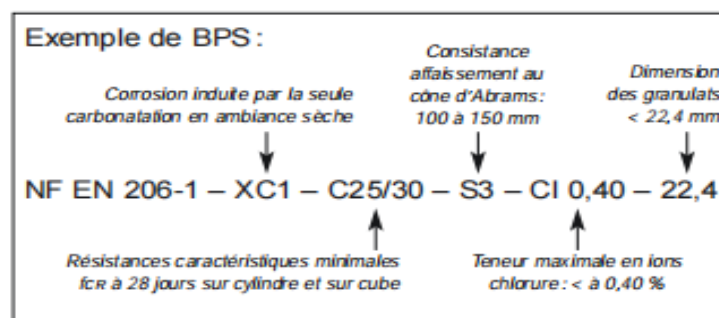 Exemple de BPS :
Consistance
affaissement au
cône d'Abrams :
100 à 150 mm
Dimension
des granulats
< 22,4 mm
Corrosion induite par la seule
carbonatation en ambiance sèche
NF EN 206-1 – XC1 – C25/30 – S3 – Cl 0,40 – 22,4
Résistances caractéristiques minimales
fcR à 28 jours sur cylindre et sur cube
Teneur maximale en ions
chlorure : < à 0,40 %